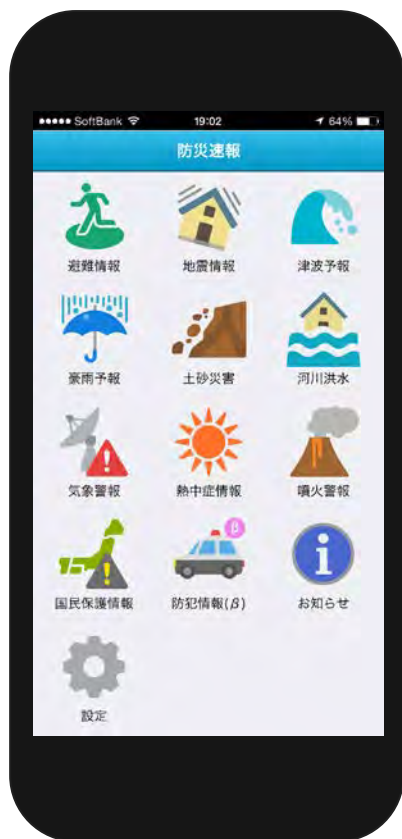 SoftBank 19:02 64%
防災速報
避難情報 地震情報 津波予報
豪雨予報 土砂災害 河川洪水
気象警報 熱中症情報 噴火警報
β
国民保護情報 防犯情報(β) お知らせ
設定